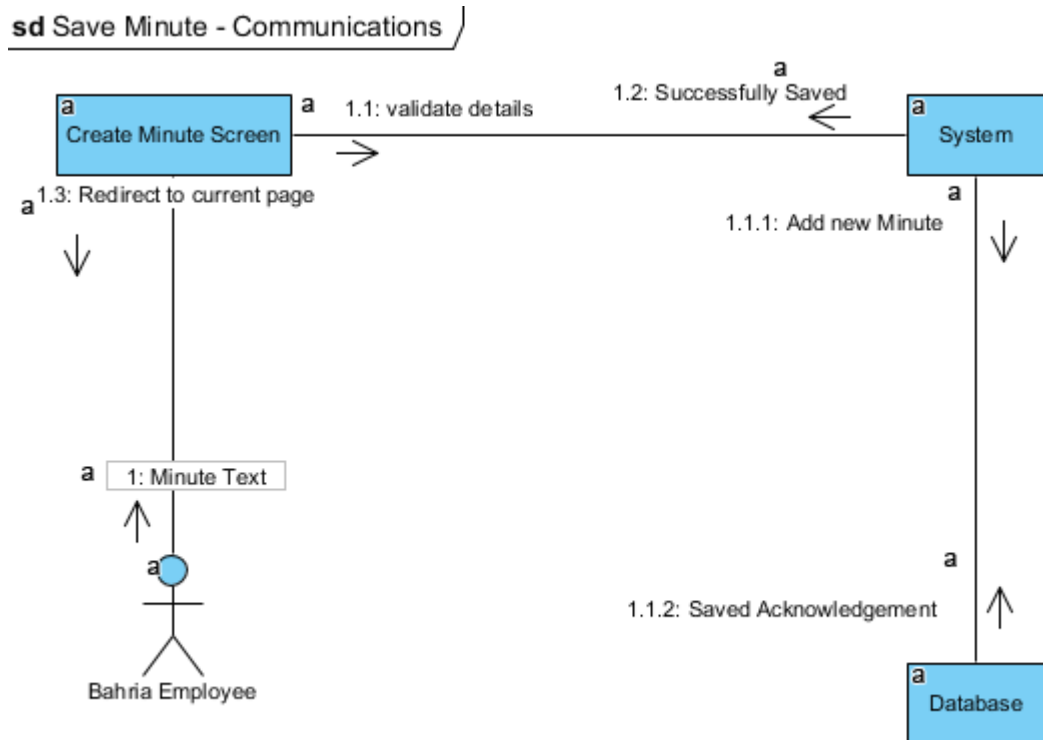 sd Save Minute - Communications
a
1.2: Successfully Saved
a
Create Minute Screen
a
1.1: validate details
a
System
1.3: Redirect to current page
a
a
1.1.1: Add new Minute
a
1: Minute Text
a
Bahria Employee
a
1.1.2: Saved Acknowledgement
a
Database